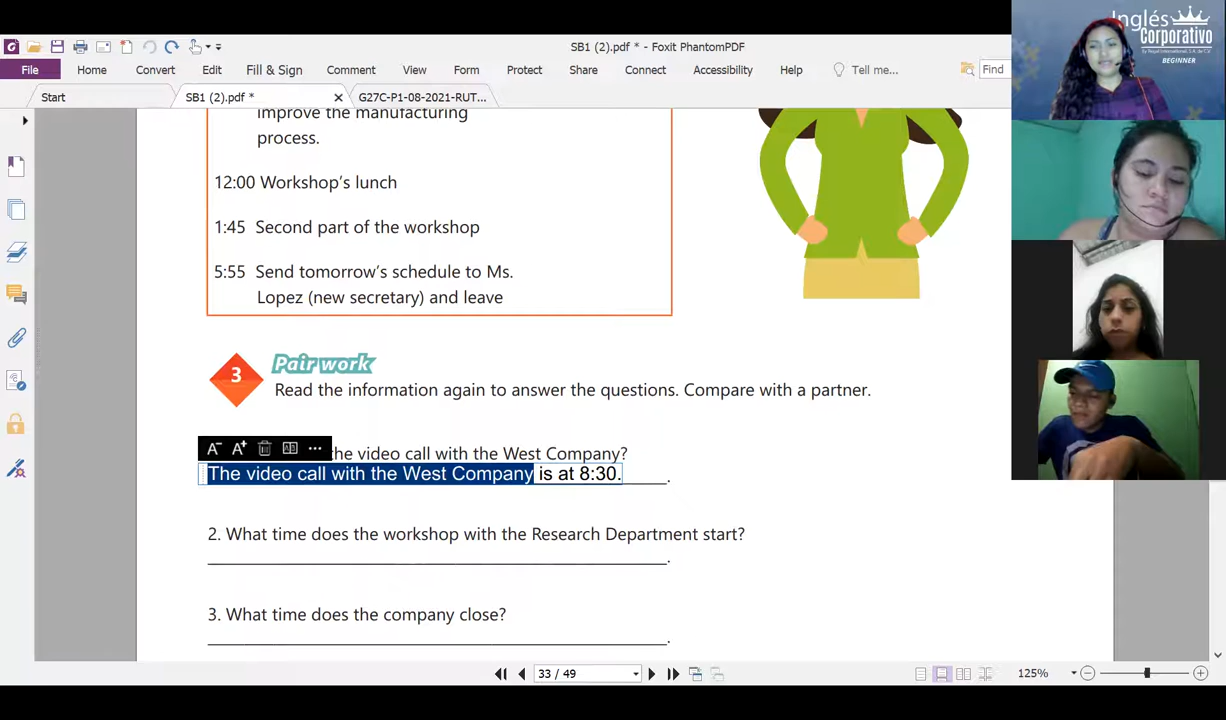 SB1 (2).pdf * - Foxit PhantomPDF
File Home Convert Edit Fill & Sign Comment View Form Protect Share Connect Accessibility Help Tell me... Find
Start SB1 (2).pdf * G27C-P1-08-2021-RUT...
Inglés
Corporativo
BEGINNER
improve the manufacturing
process.
12:00 Workshop's lunch
1:45 Second part of the workshop
5:55 Send tomorrow's schedule to Ms.
Lopez (new secretary) and leave
3 Pair work
Read the information again to answer the questions. Compare with a partner.
the video call with the West Company?
The video call with the West Company is at 8:30.
2. What time does the workshop with the Research Department start?
3. What time does the company close?
33 / 49
125%